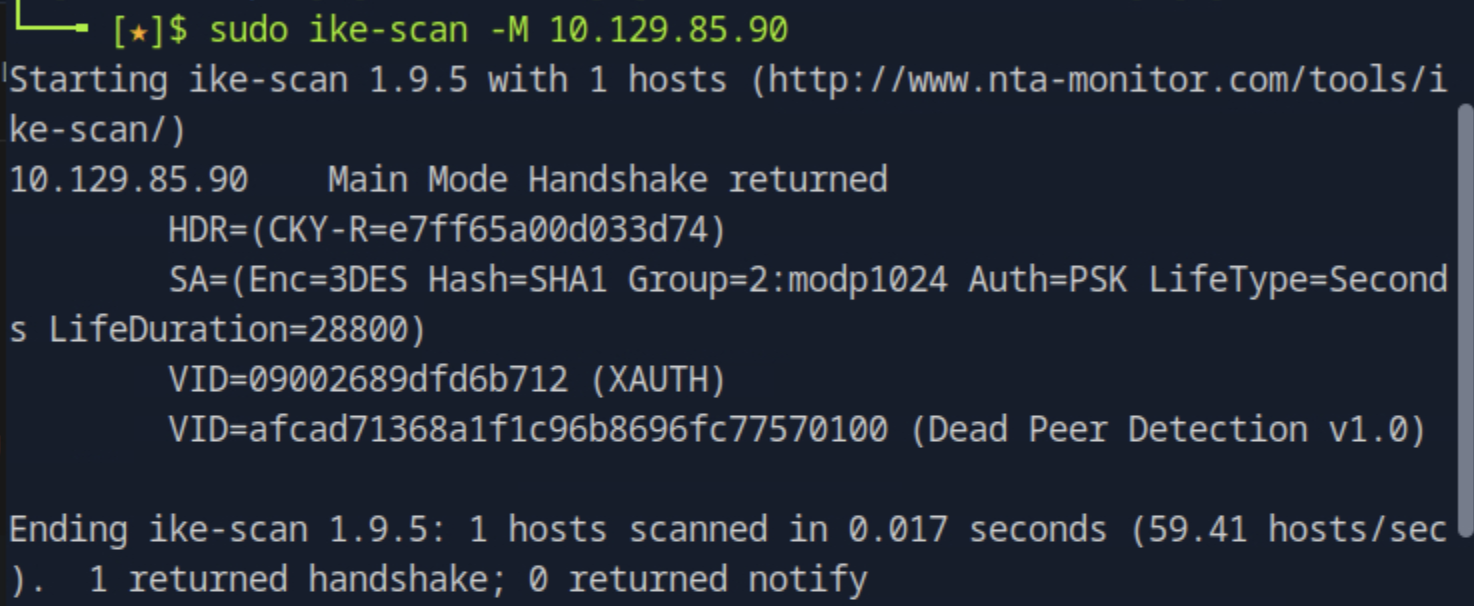 [★]$ sudo ike-scan -M 10.129.85.90
Starting ike-scan 1.9.5 with 1 hosts (http://www.nta-monitor.com/tools/i
ke-scan/)
10.129.85.90    Main Mode Handshake returned
        HDR=(CKY-R=e7ff65a00d033d74)
        SA=(Enc=3DES Hash=SHA1 Group=2:modp1024 Auth=PSK LifeType=Second
s LifeDuration=28800)
        VID=09002689dfd6b712 (XAUTH)
        VID=afcad71368a1f1c96b8696fc77570100 (Dead Peer Detection v1.0)
Ending ike-scan 1.9.5: 1 hosts scanned in 0.017 seconds (59.41 hosts/sec
).  1 returned handshake; 0 returned notify